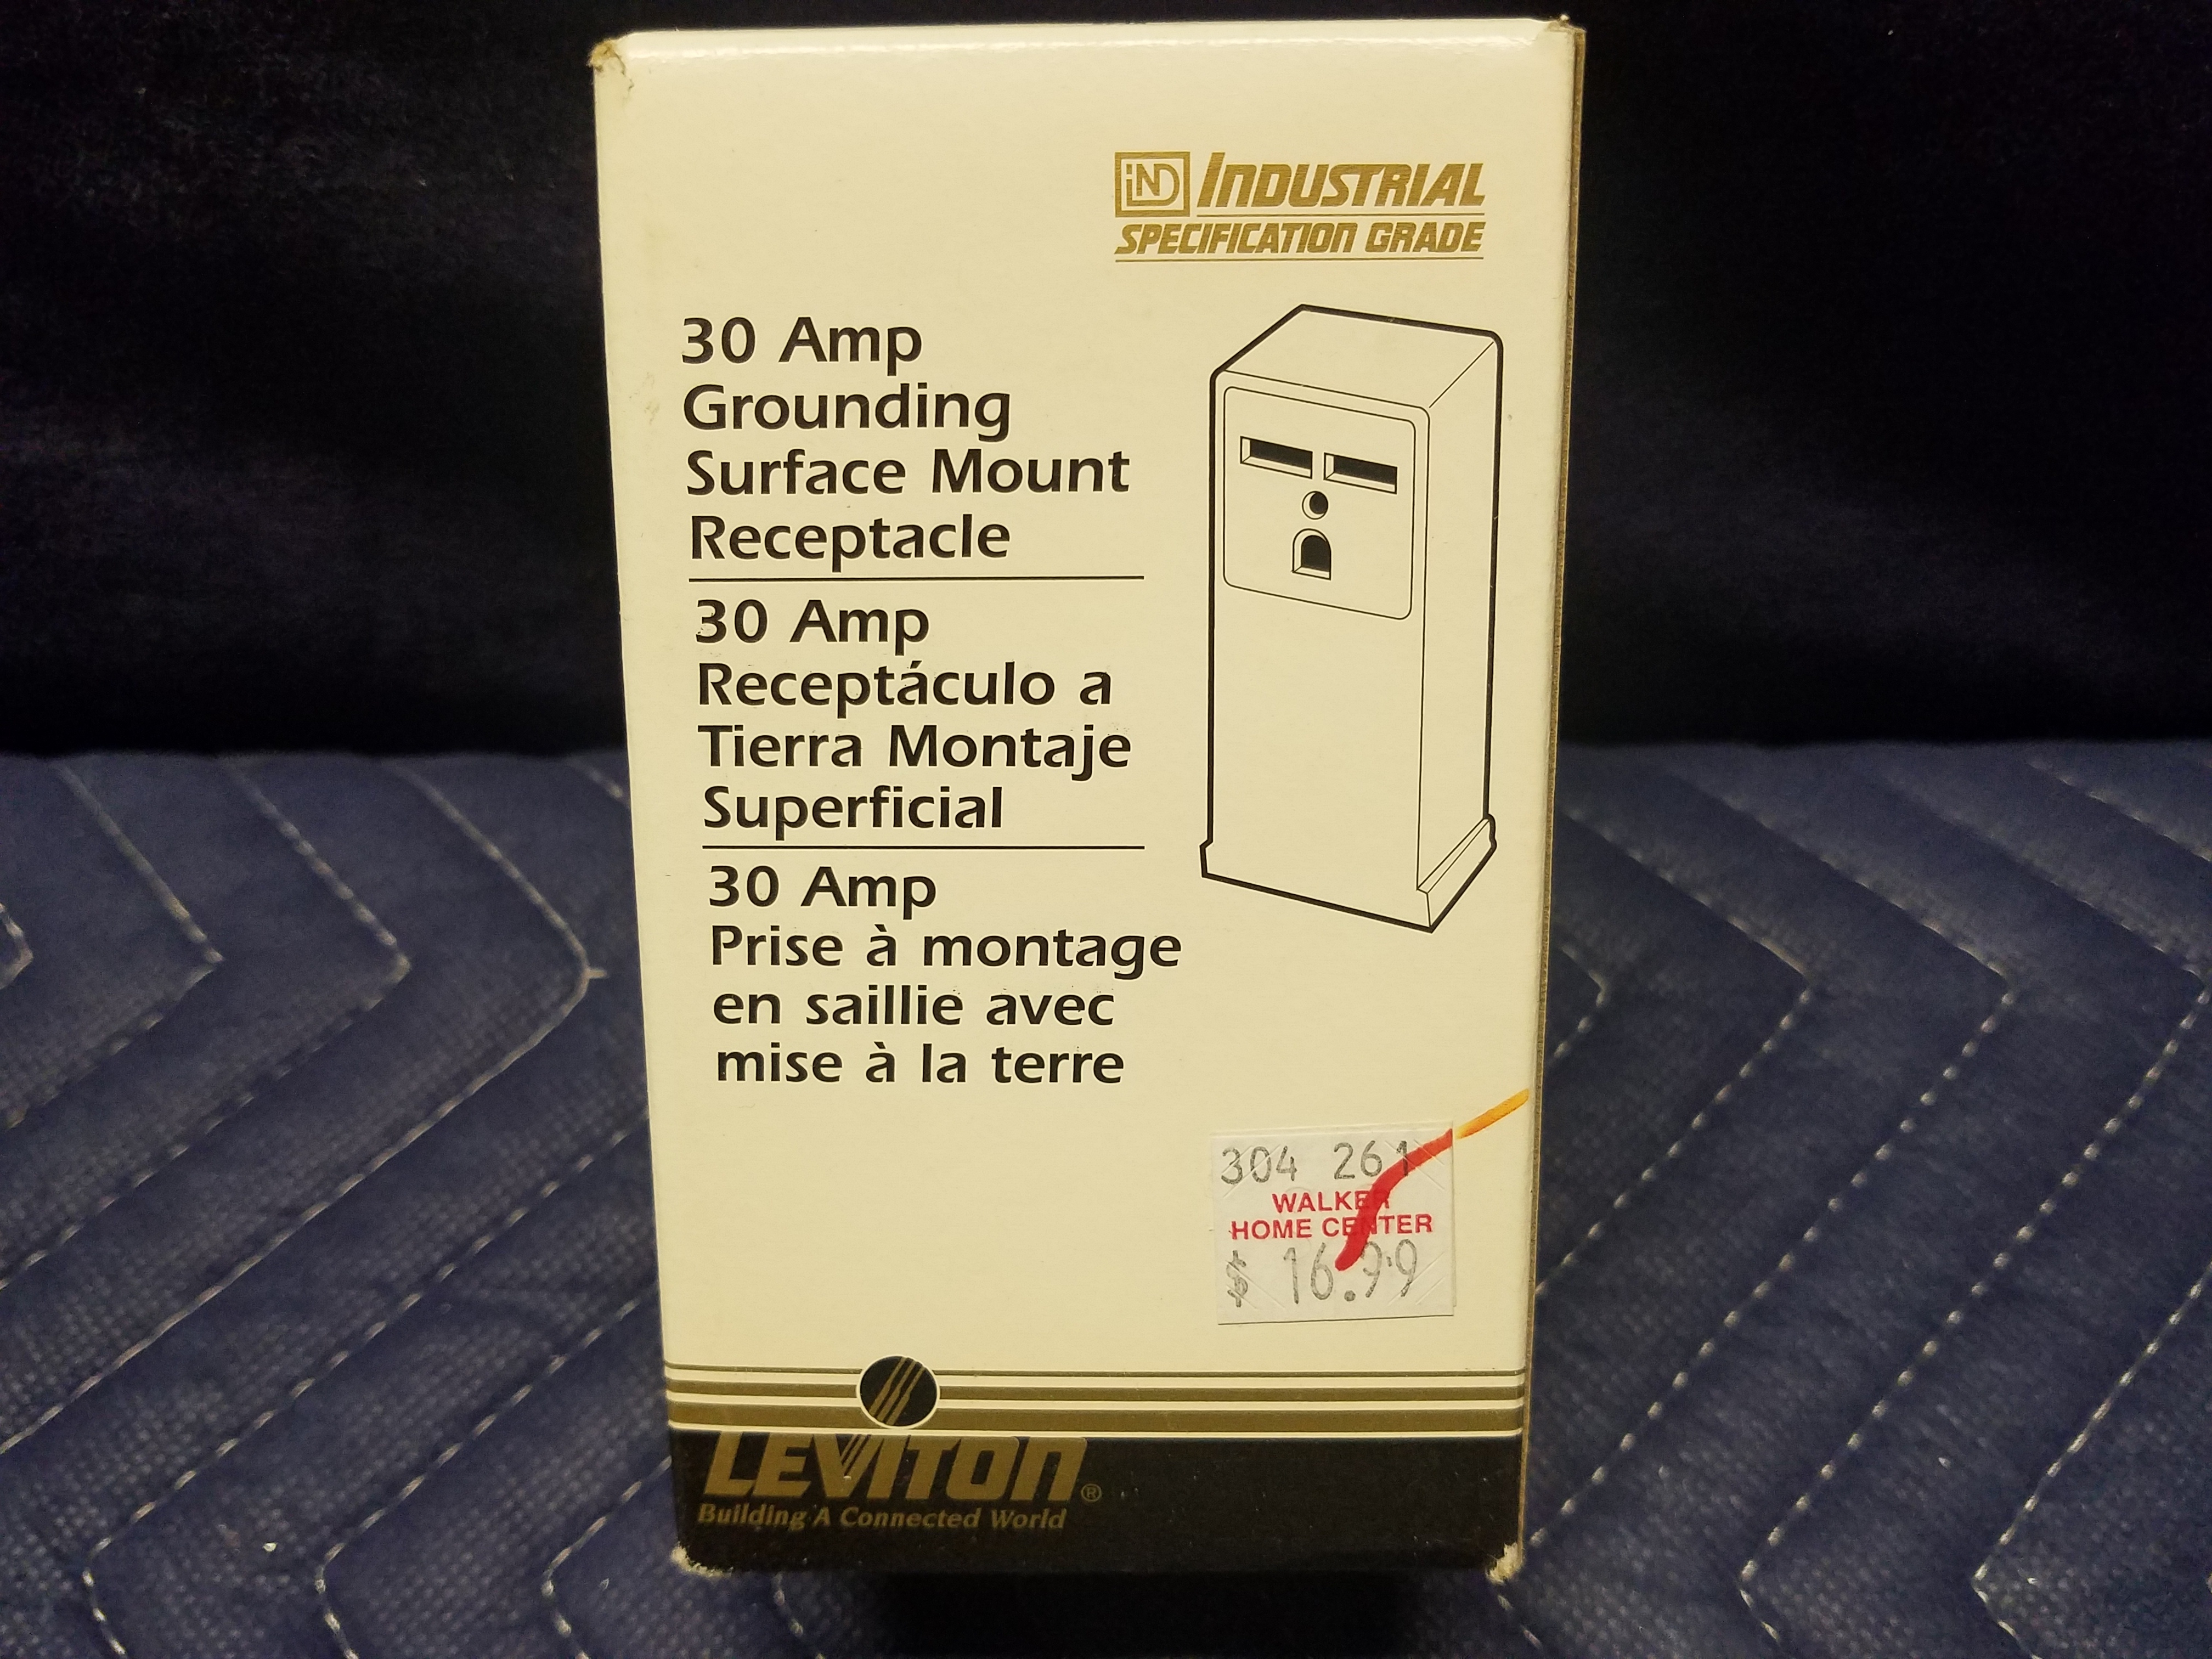 IND INDUSTRIAL
SPECIFICATION GRADE
30 Amp
Grounding
Surface Mount
Receptacle
30 Amp
Receptáculo a
Tierra Montaje
Superficial
30 Amp
Prise à montage
en saillie avec
mise à la terre
304 261
WALKER
HOME CENTER
$ 16.99
LEVITON®
Building A Connected World